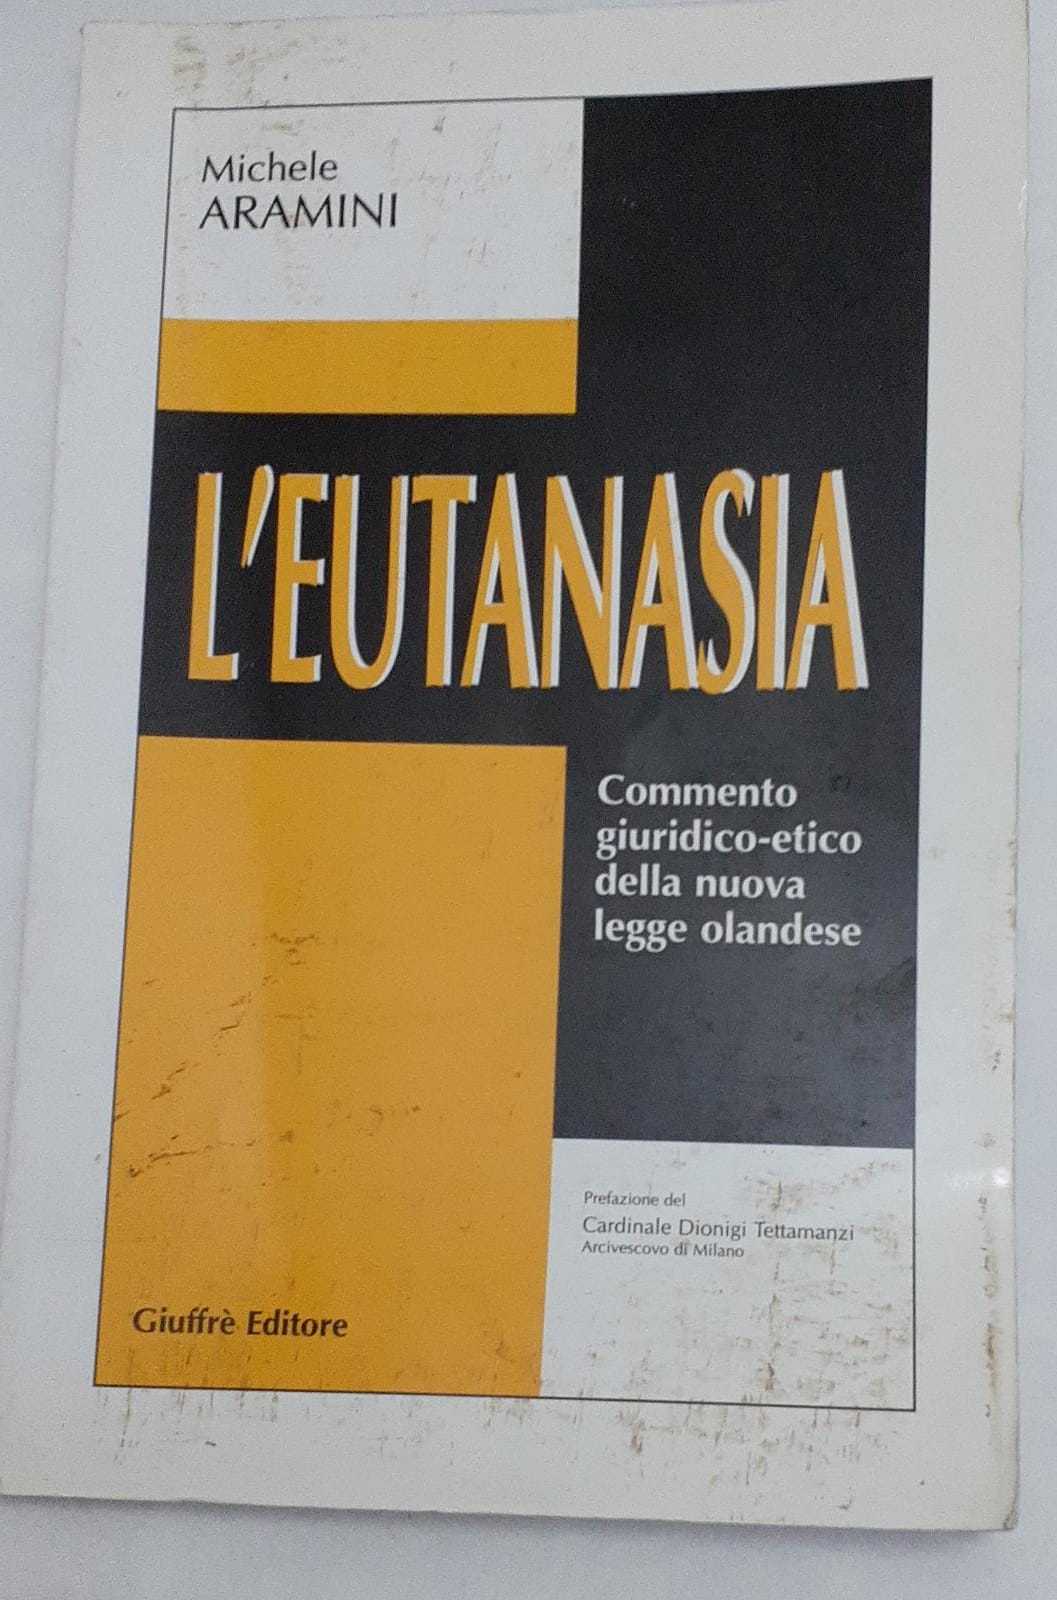 Michele
ARAMINI
L'EUTANASIA
Commento
giuridico-etico
della nuova
legge olandese
Prefazione del
Cardinale Dionigi Tettamanzi
Arcivescovo di Milano
Giuffrè Editore